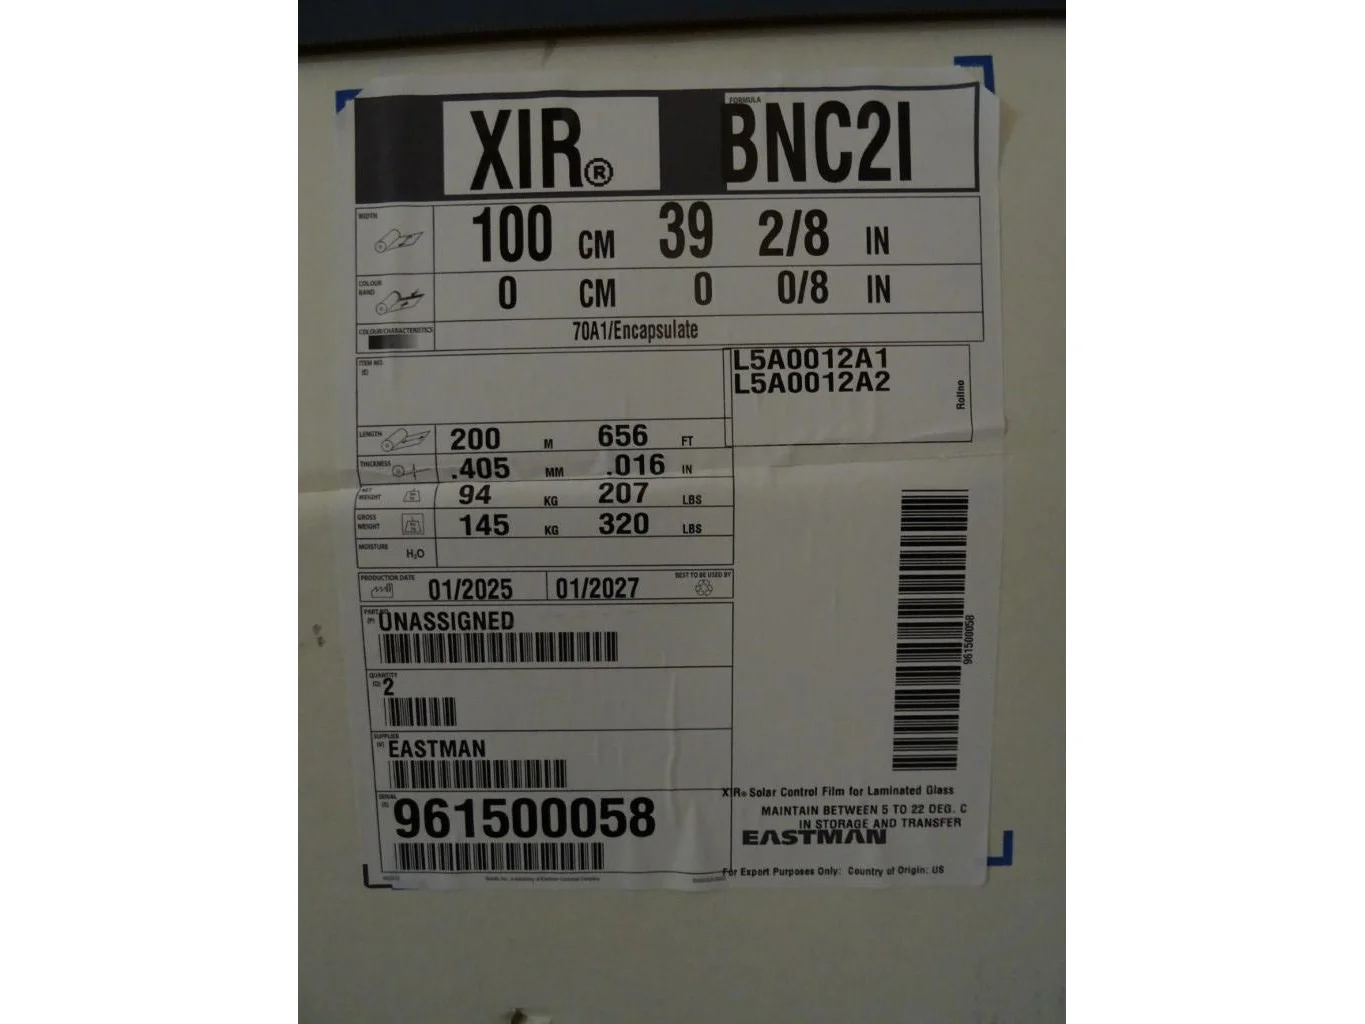 XIR®
FORMULA
BNC2I
WIDTH
100 CM 39 2/8 IN
COLOUR BAND
0 CM 0 0/8 IN
COLOUR/CHARACTERISTICS
70A1/Encapsulate
ITEM NO.
L5A0012A1
L5A0012A2
Rollno
LENGTH 200 M 656 FT
THICKNESS .405 MM .016 IN
NET WEIGHT 94 KG 207 LBS
GROSS WEIGHT 145 KG 320 LBS
MOISTURE H₂O
PRODUCTION DATE 01/2025 01/2027 BEST TO BE USED BY
PART NO.
(P) UNASSIGNED
QUANTITY
(Q) 2
SUPPLIER
(V) EASTMAN
SERIAL
(S) 961500058
961500058
XIR® Solar Control Film for Laminated Glass
MAINTAIN BETWEEN 5 TO 22 DEG. C
IN STORAGE AND TRANSFER
EASTMAN
For Export Purposes Only: Country of Origin: US